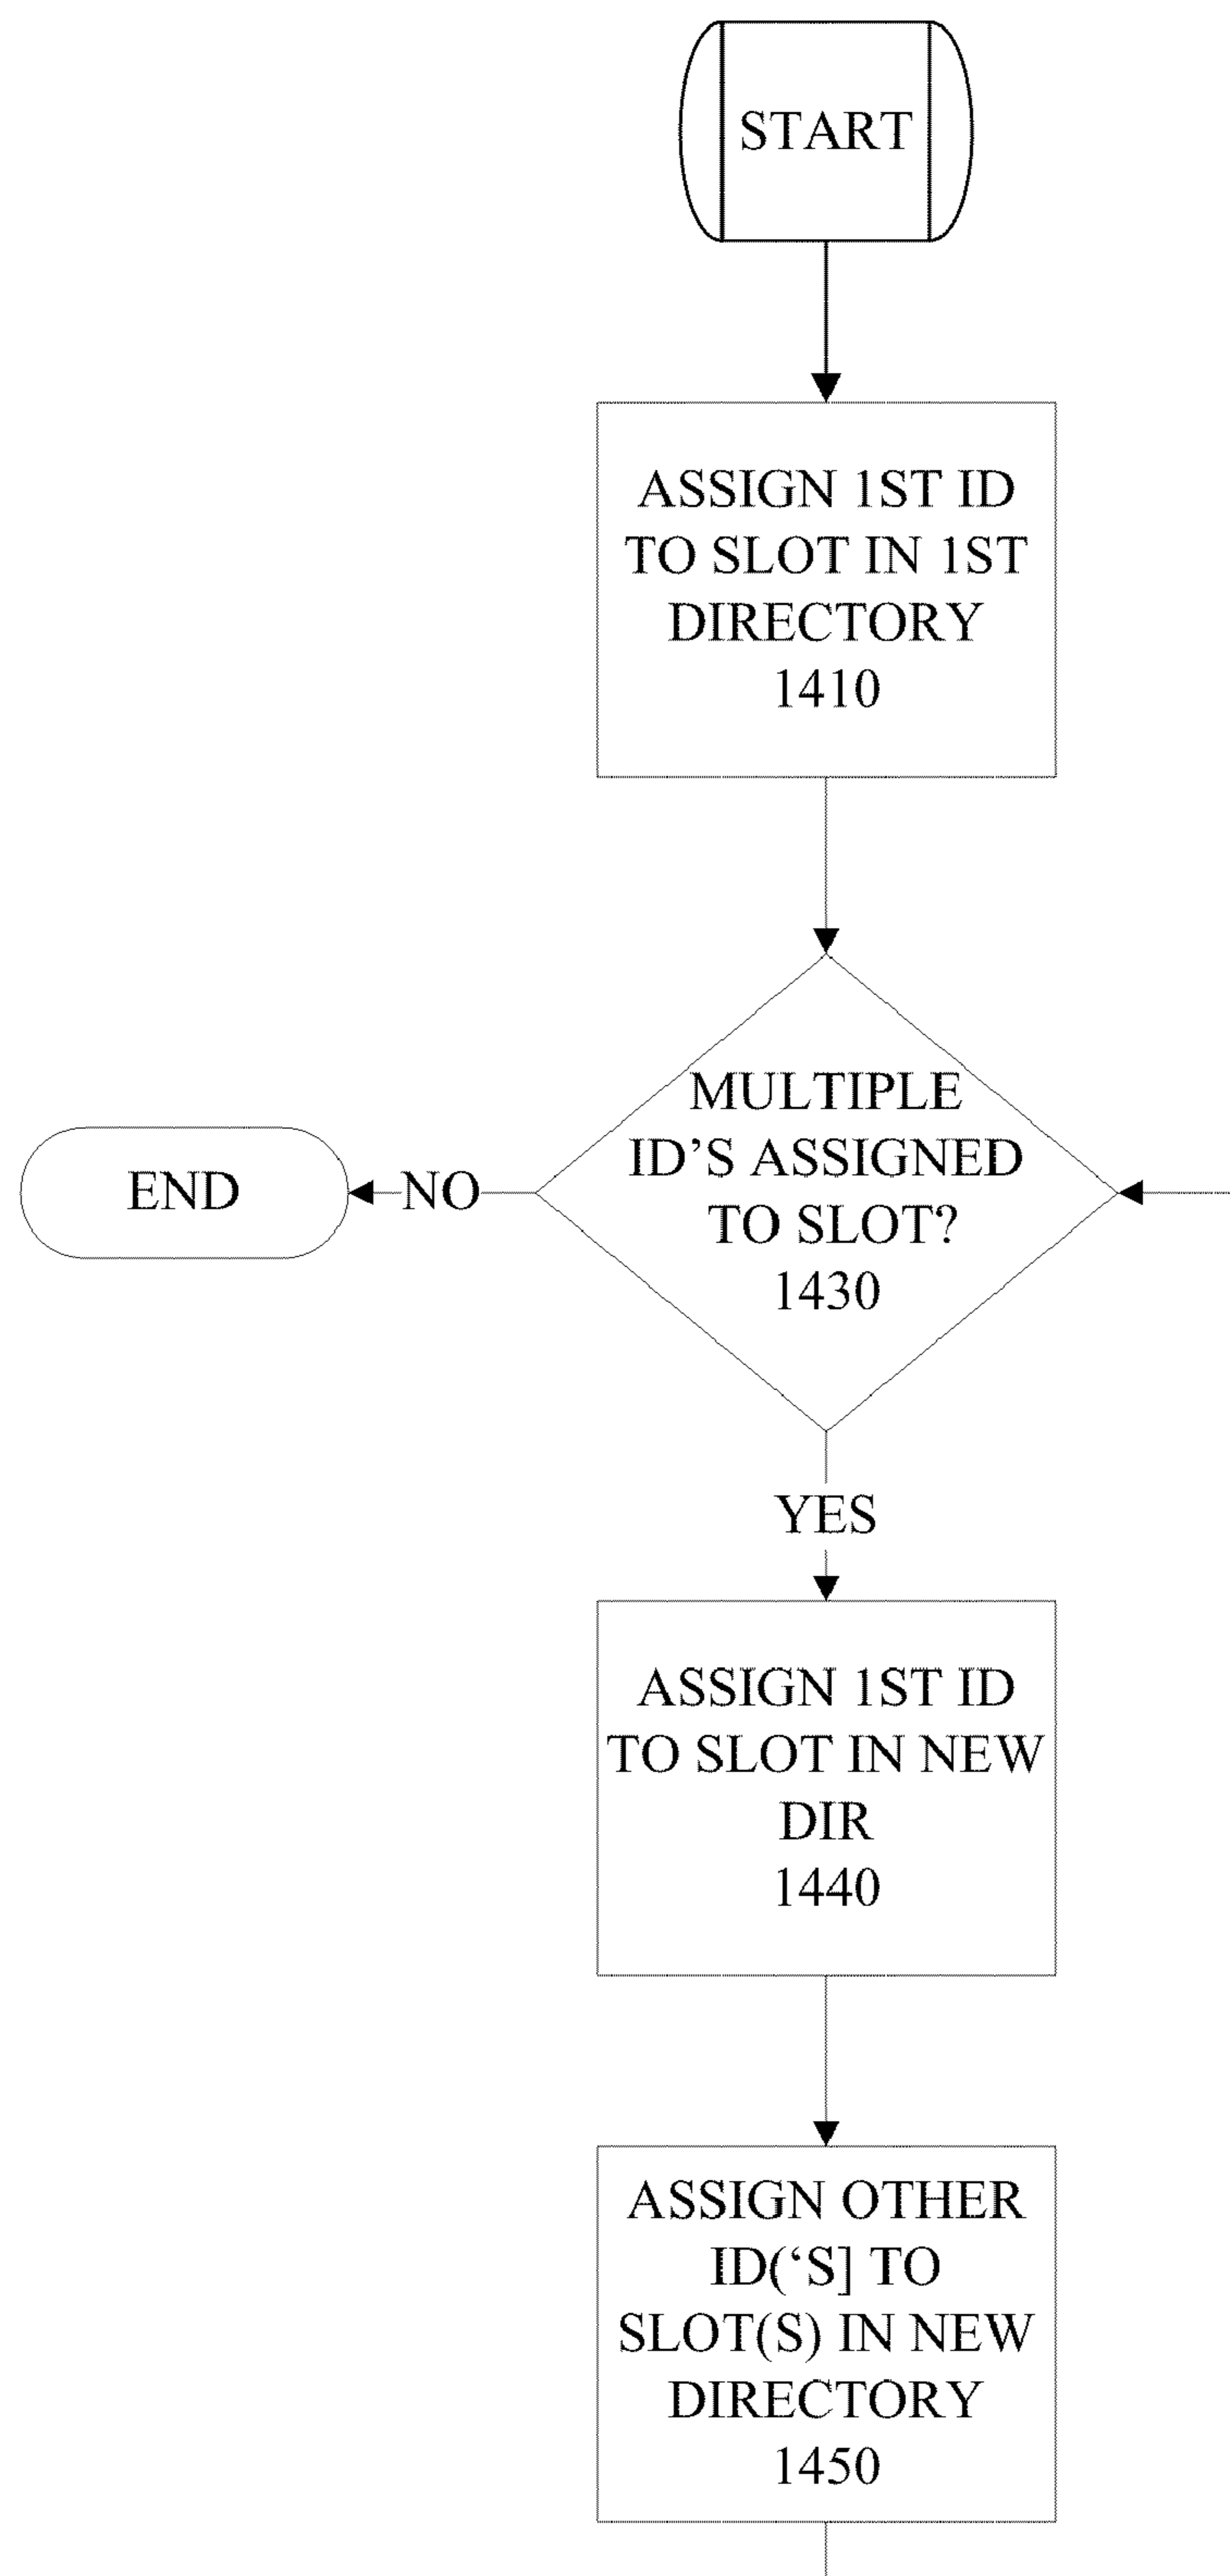 START
ASSIGN 1ST ID
TO SLOT IN 1ST
DIRECTORY
1410
MULTIPLE
ID’S ASSIGNED
TO SLOT?
1430
NO
END
YES
ASSIGN 1ST ID
TO SLOT IN NEW
DIR
1440
ASSIGN OTHER
ID(‘S] TO
SLOT(S) IN NEW
DIRECTORY
1450